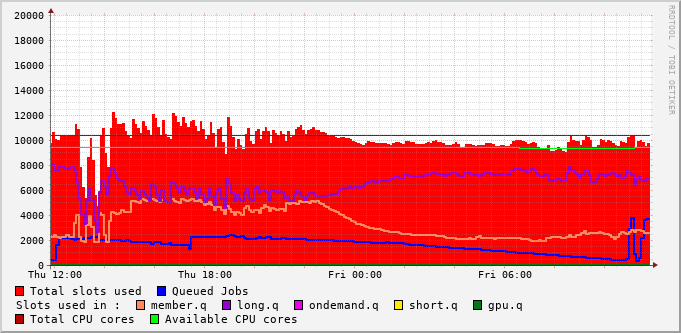 20000
18000
16000
14000
12000
10000
8000
6000
4000
2000
0
Thu 12:00 Thu 18:00 Fri 00:00 Fri 06:00
Total slots used Queued Jobs
Slots used in : member.q long.q ondemand.q short.q gpu.q
Total CPU cores Available CPU cores
RRDTOOL / TOBI OETIKER